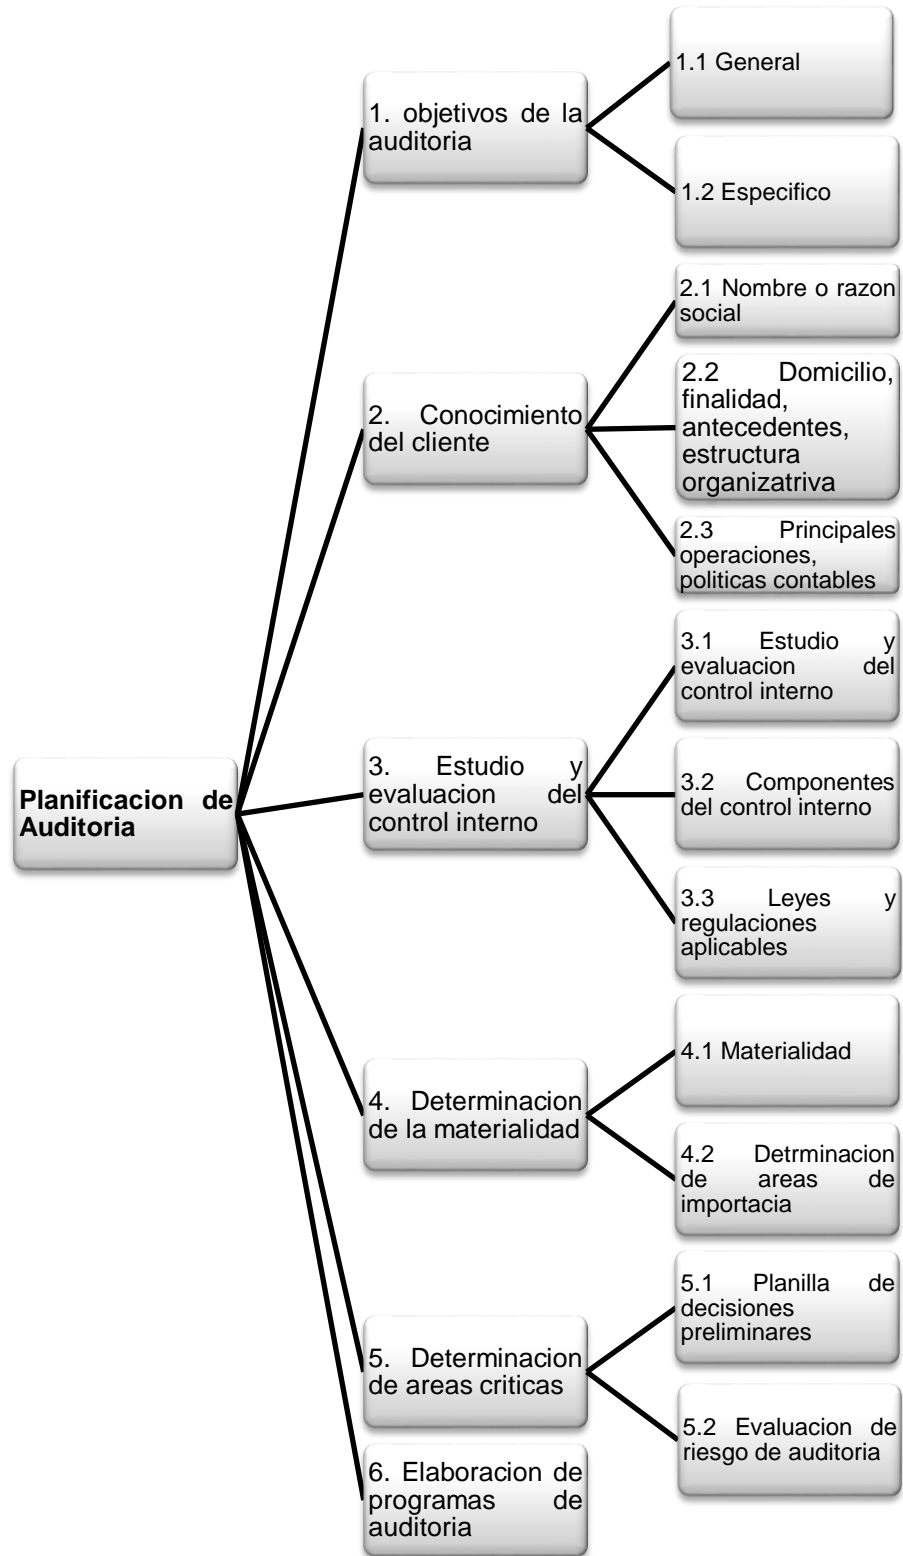 Planificacion de
Auditoria
1. objetivos de la
auditoria
1.1 General
1.2 Especifico
2. Conocimiento
del cliente
2.1 Nombre o razon
social
2.2 Domicilio,
finalidad,
antecedentes,
estructura
organizatriva
2.3 Principales
operaciones,
politicas contables
3. Estudio y
evaluacion del
control interno
3.1 Estudio y
evaluacion del
control interno
3.2 Componentes
del control interno
3.3 Leyes y
regulaciones
aplicables
4. Determinacion
de la materialidad
4.1 Materialidad
4.2 Detrminacion
de areas de
importacia
5. Determinacion
de areas criticas
5.1 Planilla de
decisiones
preliminares
5.2 Evaluacion de
riesgo de auditoria
6. Elaboracion de
programas de
auditoria